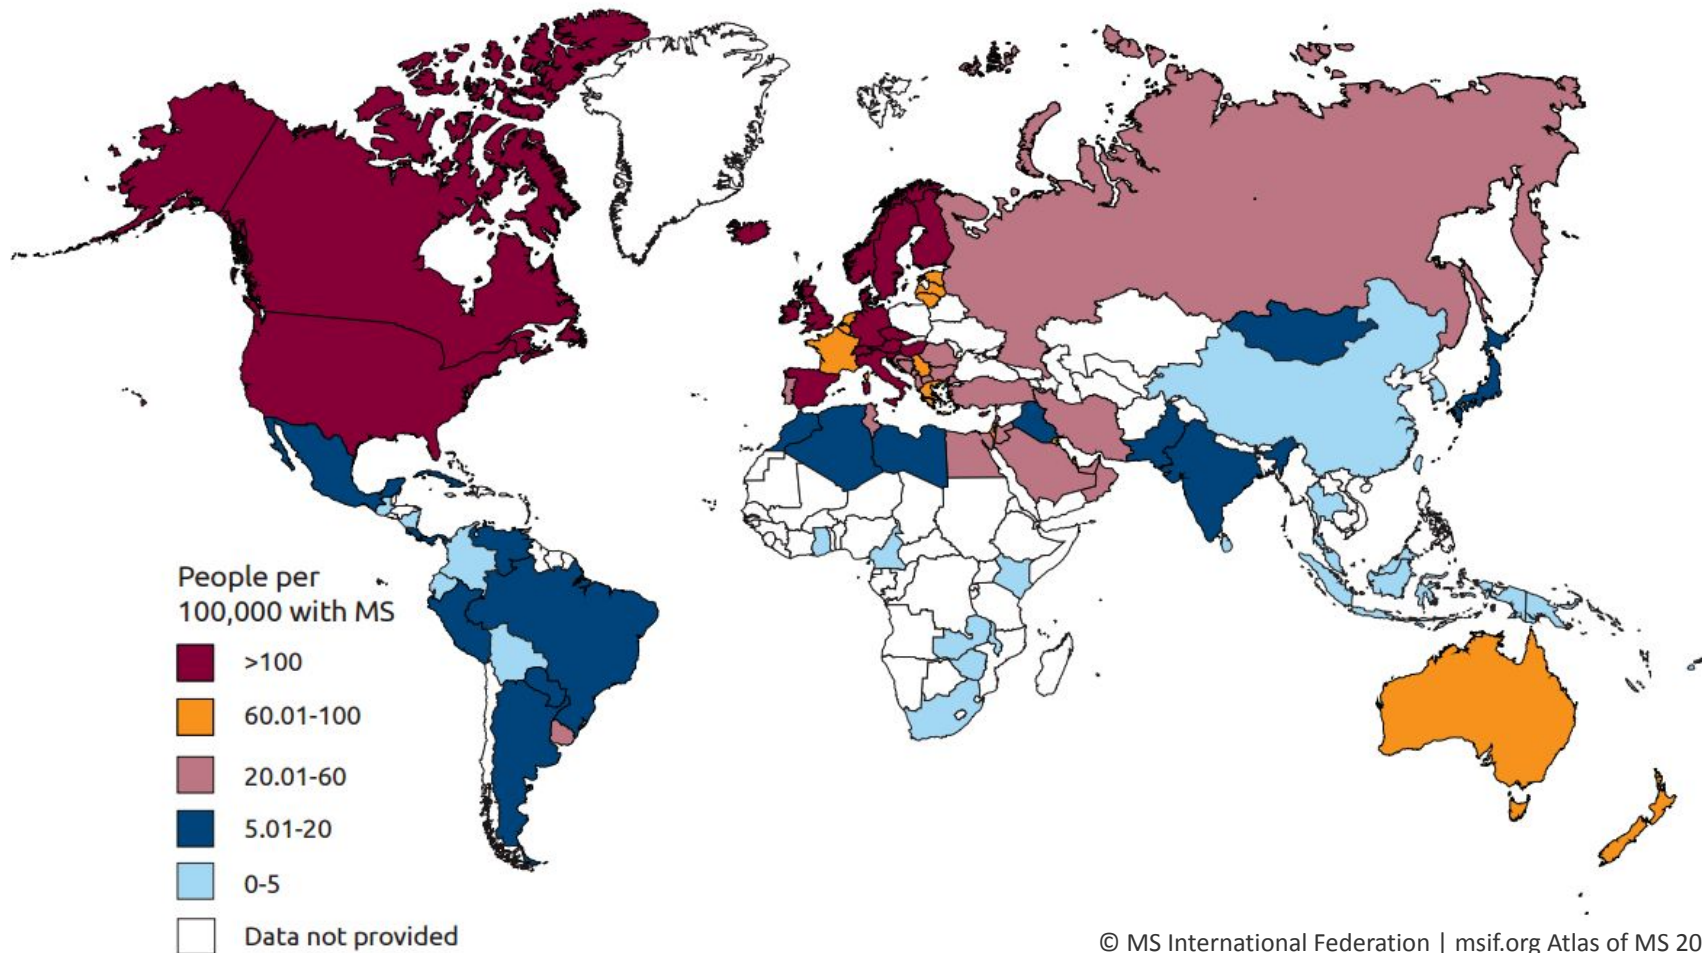 People per
100,000 with MS
>100
60.01-100
20.01-60
5.01-20
0-5
Data not provided
© MS International Federation | msif.org Atlas of MS 20